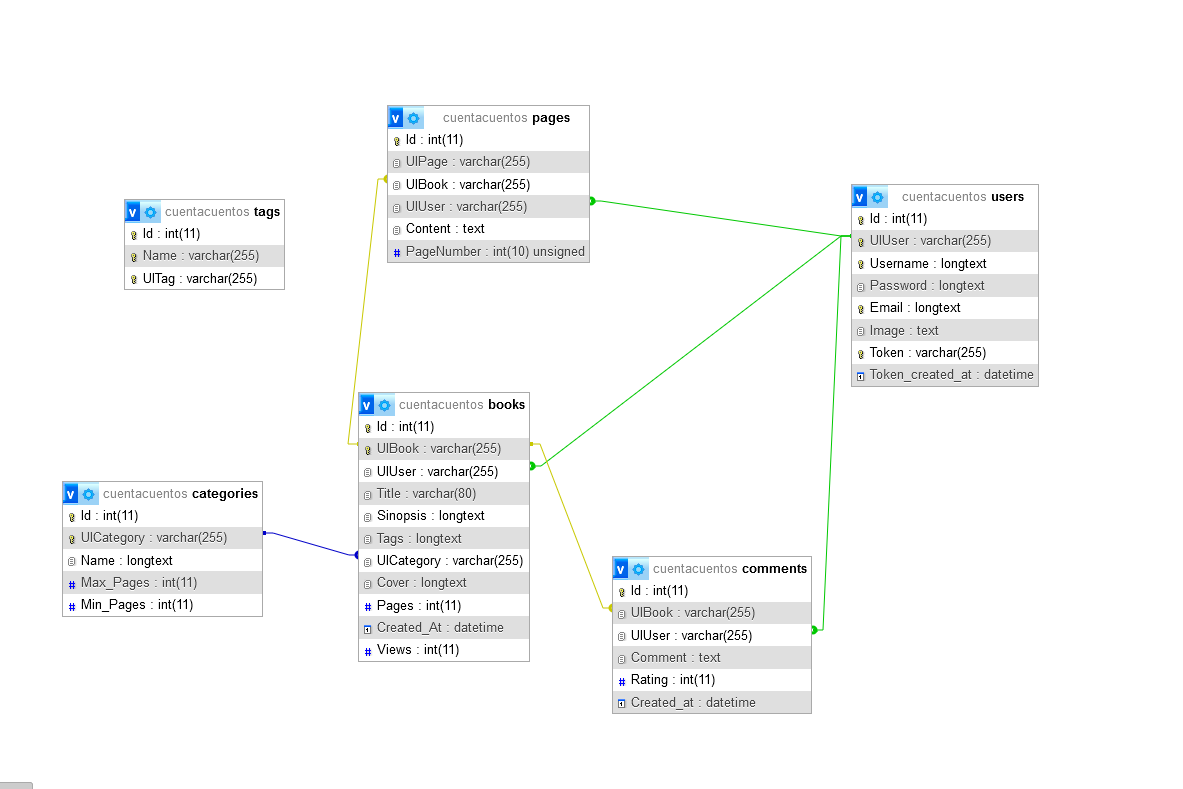 v cuentacuentos pages
Id : int(11)
UIPage : varchar(255)
UIBook : varchar(255)
UIUser : varchar(255)
Content : text
# PageNumber : int(10) unsigned
v cuentacuentos tags
Id : int(11)
Name : varchar(255)
UITag : varchar(255)
v cuentacuentos users
Id : int(11)
UIUser : varchar(255)
Username : longtext
Password : longtext
Email : longtext
Image : text
Token : varchar(255)
Token_created_at : datetime
v cuentacuentos books
Id : int(11)
UIBook : varchar(255)
UIUser : varchar(255)
Title : varchar(80)
Sinopsis : longtext
Tags : longtext
UICategory : varchar(255)
Cover : longtext
# Pages : int(11)
Created_At : datetime
# Views : int(11)
v cuentacuentos categories
Id : int(11)
UICategory : varchar(255)
Name : longtext
# Max_Pages : int(11)
# Min_Pages : int(11)
v cuentacuentos comments
Id : int(11)
UIBook : varchar(255)
UIUser : varchar(255)
Comment : text
# Rating : int(11)
Created_at : datetime